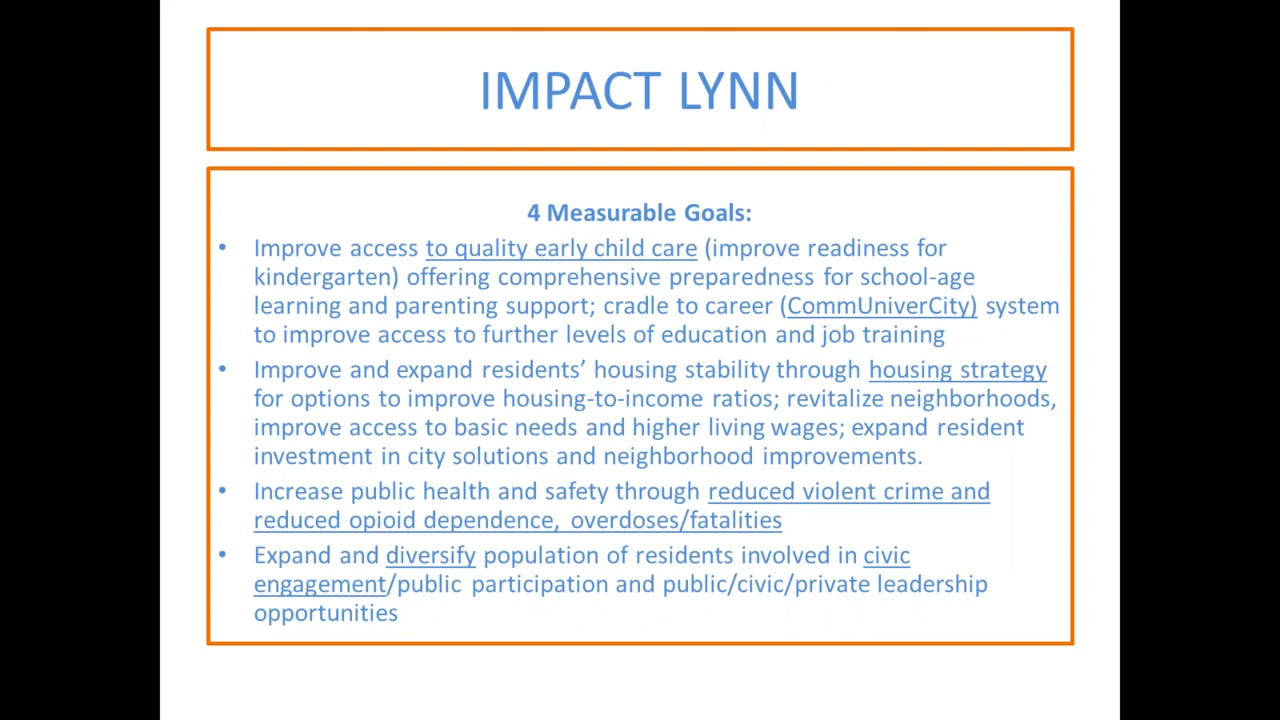 IMPACT LYNN
4 Measurable Goals:
• Improve access to quality early child care (improve readiness for
kindergarten) offering comprehensive preparedness for school-age
learning and parenting support; cradle to career (CommUniverCity) system
to improve access to further levels of education and job training
• Improve and expand residents’ housing stability through housing strategy
for options to improve housing-to-income ratios; revitalize neighborhoods,
improve access to basic needs and higher living wages; expand resident
investment in city solutions and neighborhood improvements.
• Increase public health and safety through reduced violent crime and
reduced opioid dependence, overdoses/fatalities
• Expand and diversify population of residents involved in civic
engagement/public participation and public/civic/private leadership
opportunities